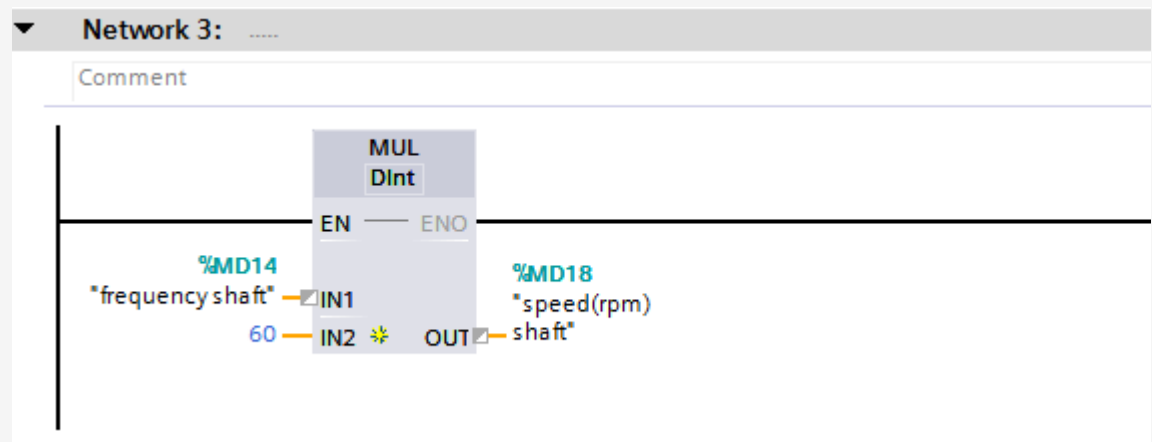 Network 3: .....
Comment
MUL
DInt
EN ENO
%MD14
"frequency shaft" IN1
%MD18
"speed(rpm)
shaft"
60 IN2 OUT